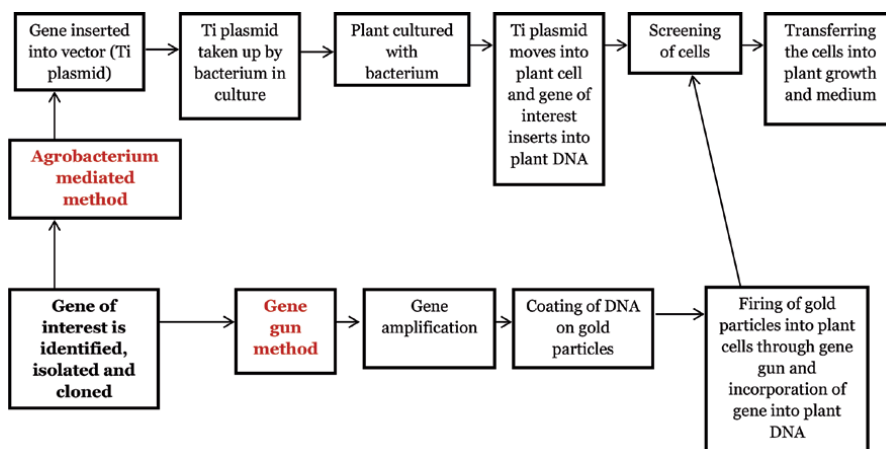 Gene inserted
into vector (Ti
plasmid)
Ti plasmid
taken up by
bacterium in
culture
Plant cultured
with
bacterium
Ti plasmid
moves into
plant cell
and gene of
interest
inserts into
plant DNA
Screening
of cells
Transferring
the cells into
plant growth
and medium
Agrobacterium
mediated
method
Gene of
interest is
identified,
isolated and
cloned
Gene
gun
method
Gene
amplification
Coating of DNA
on gold
particles
Firing of gold
particles into plant
cells through gene
gun and
incorporation of
gene into plant
DNA